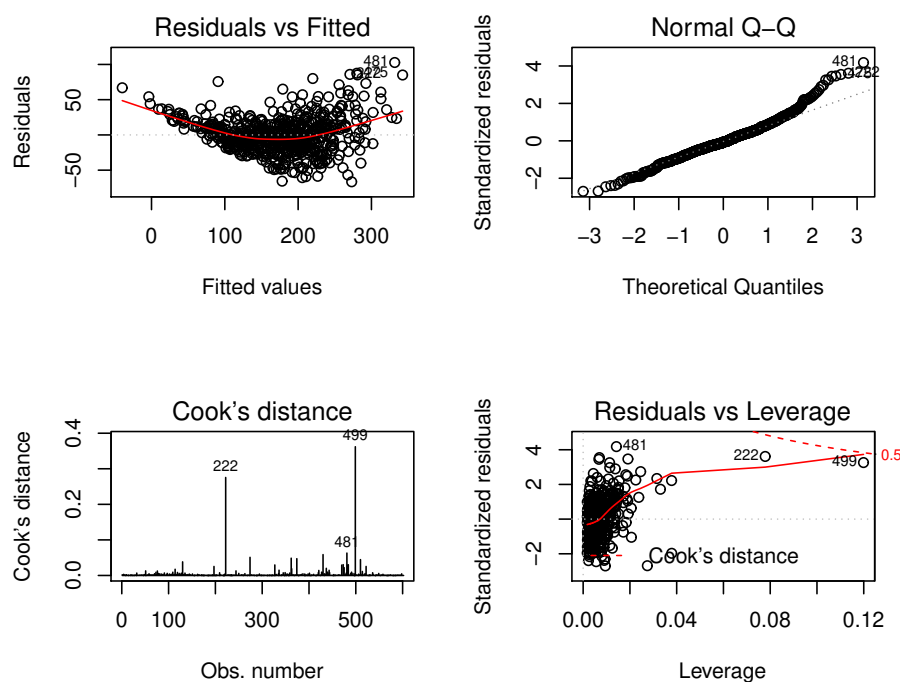 Residuals vs Fitted
Residuals
50
−50
481
0 100 200 300
Fitted values
Normal Q−Q
Standardized residuals
4
2
0
−2
481
−3 −2 −1 0 1 2 3
Theoretical Quantiles
Cook's distance
Cook's distance
0.4
0.2
0.0
222
499
481
0 100 300 500
Obs. number
Residuals vs Leverage
Standardized residuals
4
2
0
−2
481
222
499
0.5
Cook's distance
0.00 0.04 0.08 0.12
Leverage